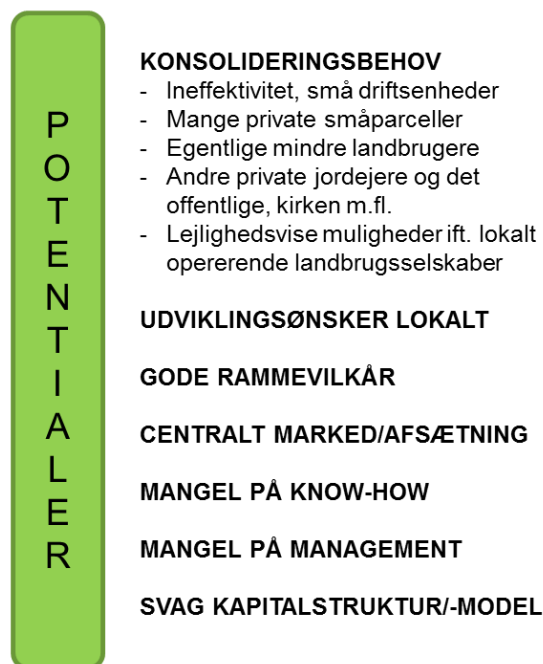 POTENTIALER
KONSOLIDERINGSBEHOV
- Ineffektivitet, små driftsenheder
- Mange private småparceller
- Egentlige mindre landbrugere
- Andre private jordejere og det
offentlige, kirken m.fl.
- Lejlighedsvise muligheder ift. lokalt
opererende landbrugsselskaber
UDVIKLINGSØNSKER LOKALT
GODE RAMMEVILKÅR
CENTRALT MARKED/AFSÆTNING
MANGEL PÅ KNOW-HOW
MANGEL PÅ MANAGEMENT
SVAG KAPITALSTRUKTUR/-MODEL